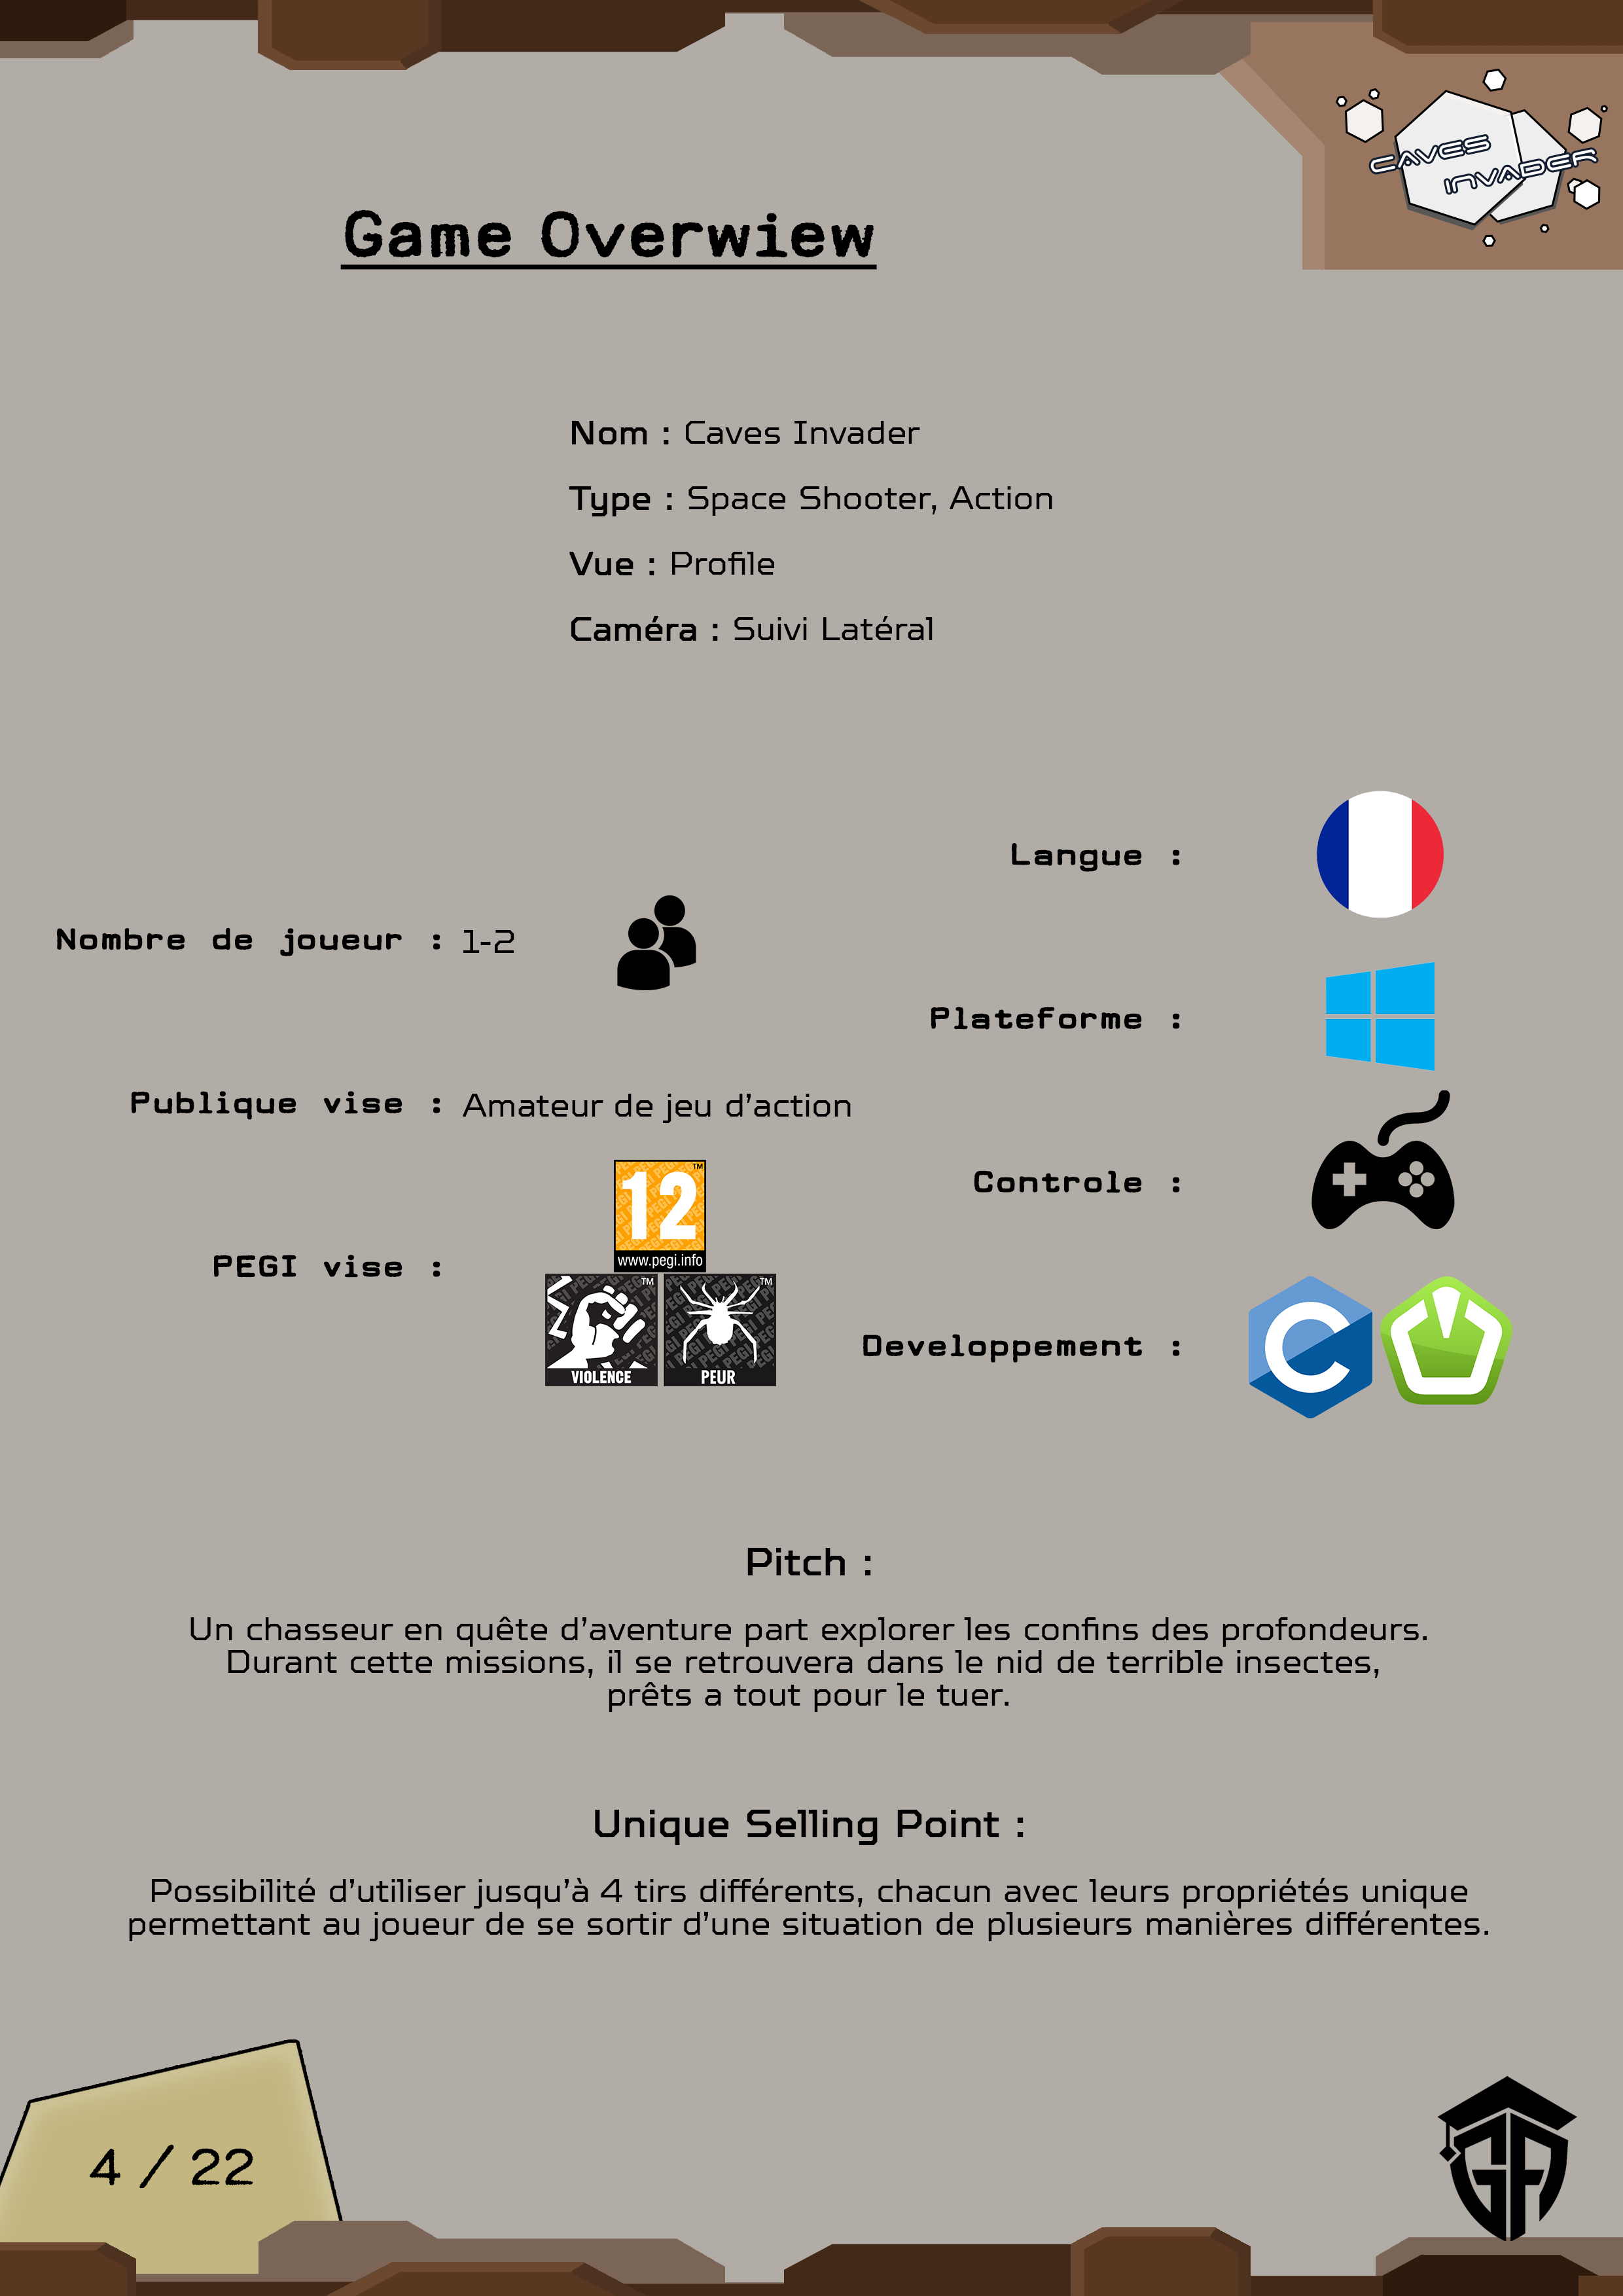 CAVES
INVADER
Game Overwiew
Nom : Caves Invader
Type : Space Shooter, Action
Vue : Profile
Caméra : Suivi Latéral
Langue :
Nombre de joueur : 1-2
Plateforme :
Publique vise : Amateur de jeu d’action
Controle :
PEGI vise :
12
TM
www.pegi.info
TM
VIOLENCE
TM
PEUR
Developpement :
C
Pitch :
Un chasseur en quête d’aventure part explorer les confins des profondeurs.
Durant cette missions, il se retrouvera dans le nid de terrible insectes,
prêts a tout pour le tuer.
Unique Selling Point :
Possibilité d’utiliser jusqu’à 4 tirs différents, chacun avec leurs propriétés unique
permettant au joueur de se sortir d’une situation de plusieurs manières différentes.
4 / 22
GA